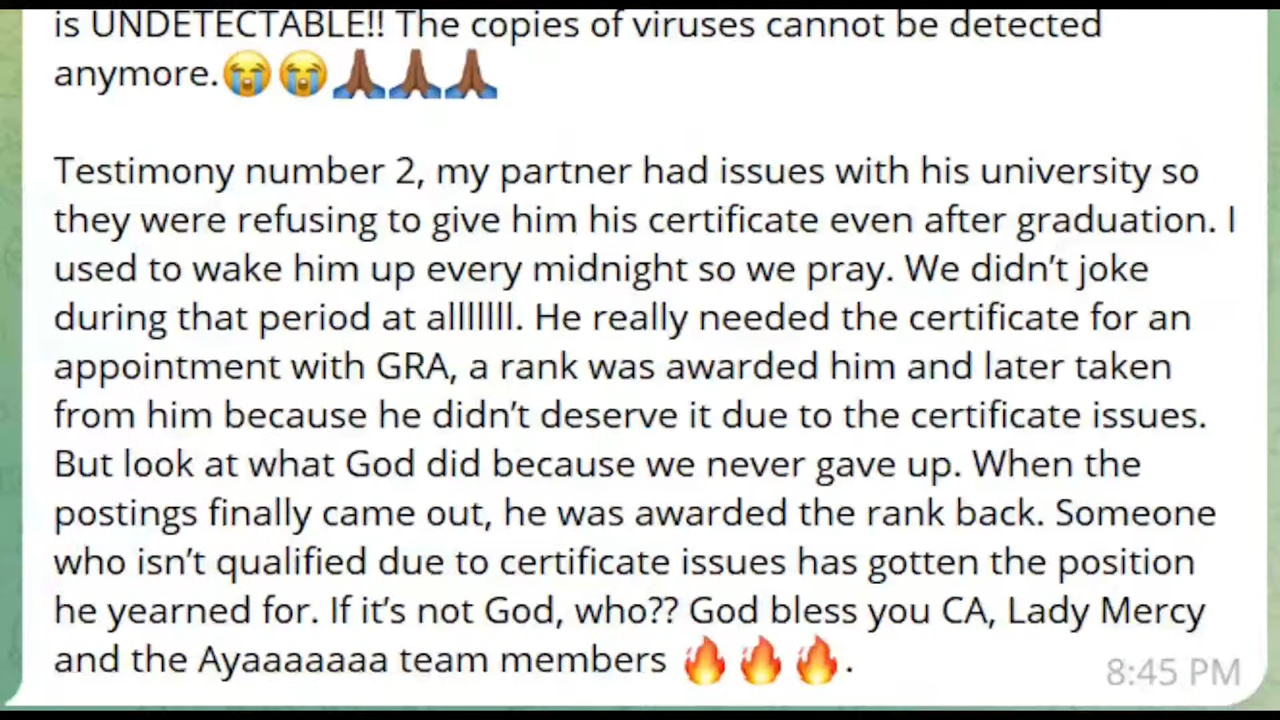 is UNDETECTABLE!! The copies of viruses cannot be detected
anymore.😭😭🙏🏾🙏🏾🙏🏾
Testimony number 2, my partner had issues with his university so
they were refusing to give him his certificate even after graduation. I
used to wake him up every midnight so we pray. We didn’t joke
during that period at alllllll. He really needed the certificate for an
appointment with GRA, a rank was awarded him and later taken
from him because he didn’t deserve it due to the certificate issues.
But look at what God did because we never gave up. When the
postings finally came out, he was awarded the rank back. Someone
who isn’t qualified due to certificate issues has gotten the position
he yearned for. If it’s not God, who?? God bless you CA, Lady Mercy
and the Ayaaaaaaa team members 🔥🔥🔥.
8:45 PM